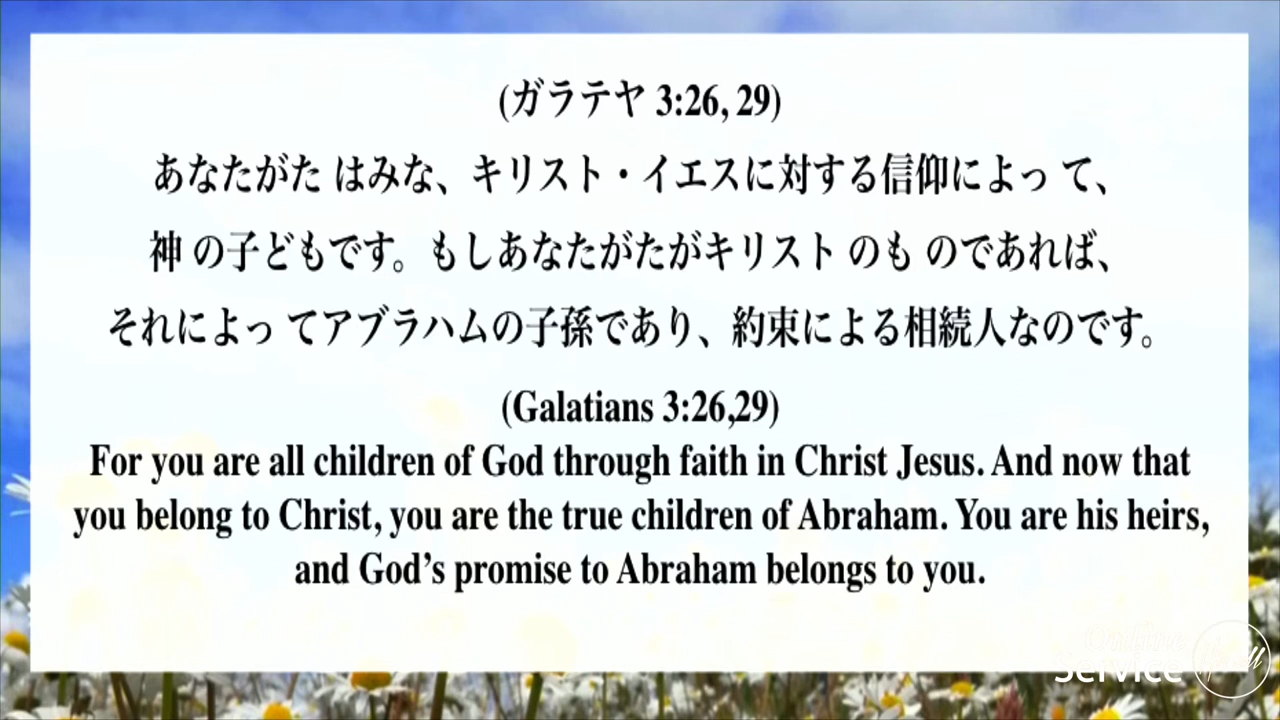 (ガラテヤ 3:26, 29)
あなたがた はみな、キリスト・イエスに対する信仰によっ て、
神 の子どもです。もしあなたがたがキリスト のも のであれば、
それによっ てアブラハムの子孫であり、約束による相続人なのです。
(Galatians 3:26,29)
For you are all children of God through faith in Christ Jesus. And now that
you belong to Christ, you are the true children of Abraham. You are his heirs,
and God's promise to Abraham belongs to you.
Online
Service